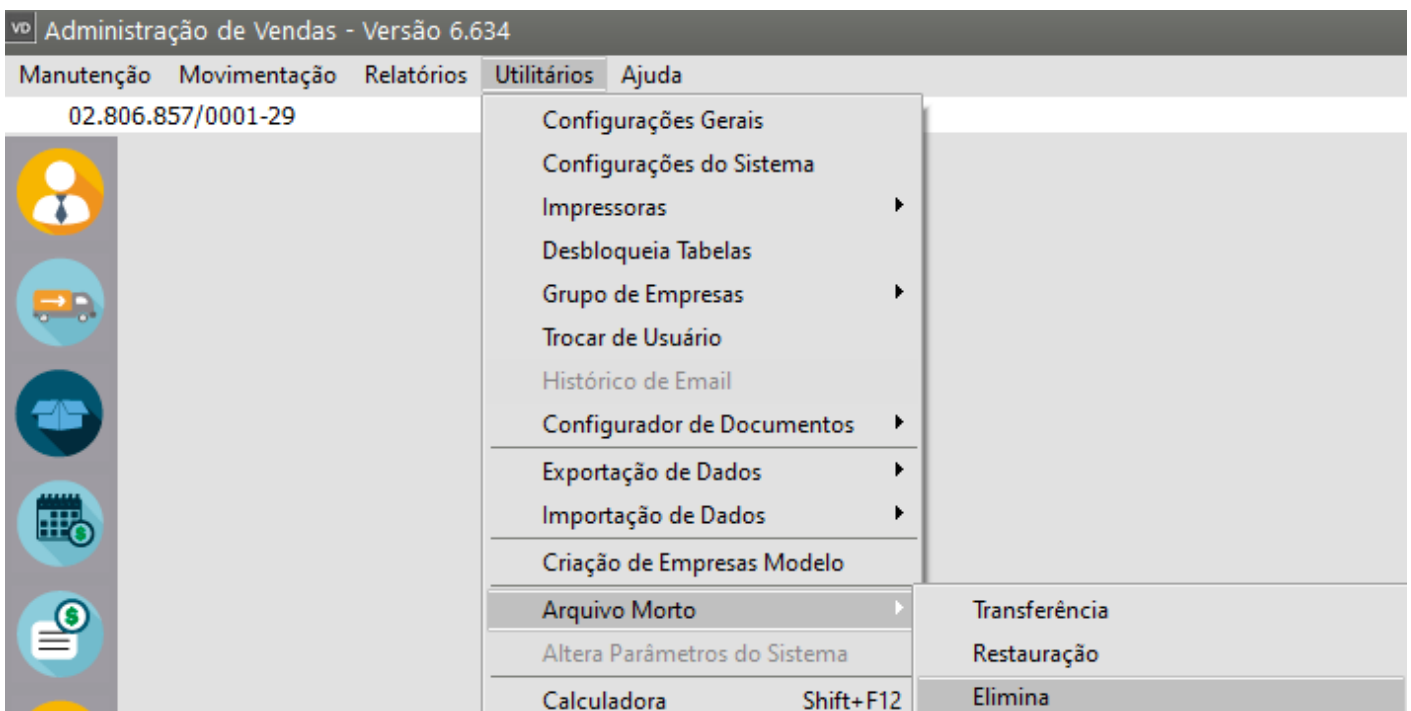 VD Administração de Vendas - Versão 6.634
Manutenção Movimentação Relatórios Utilitários Ajuda
02.806.857/0001-29
Configurações Gerais
Configurações do Sistema
Impressoras
Desbloqueia Tabelas
Grupo de Empresas
Trocar de Usuário
Histórico de Email
Configurador de Documentos
Exportação de Dados
Importação de Dados
Criação de Empresas Modelo
Arquivo Morto
Transferência
Altera Parâmetros do Sistema
Restauração
Calculadora Shift+F12
Elimina